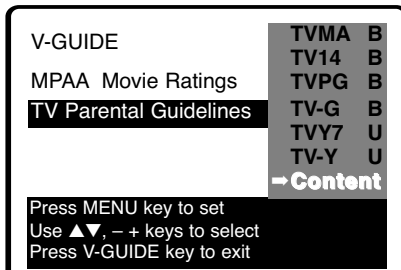 V-GUIDE
MPAA Movie Ratings
TV Parental Guidelines
TVMA B
TV14 B
TVPG B
TV-G B
TVY7 U
TV-Y U
➡Content
Press MENU key to set
Use ▲▼, – + keys to select
Press V-GUIDE key to exit